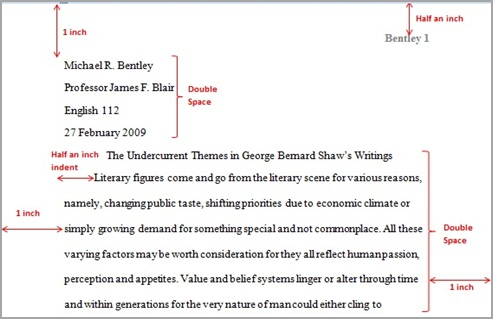 1 inch
Half an inch
Bentley 1
Michael R. Bentley
Professor James F. Blair
English 112
27 February 2009
Double
Space
Half an inch
indent
The Undercurrent Themes in George Bernard Shaw's Writings
Literary figures come and go from the literary scene for various reasons,
namely, changing public taste, shifting priorities due to economic climate or
1 inch
simply growing demand for something special and not commonplace. All these
varying factors may be worth consideration for they all reflect human passion,
perception and appetites. Value and belief systems linger or alter through time
and within generations for the very nature of man could either cling to
Double
Space
1 inch